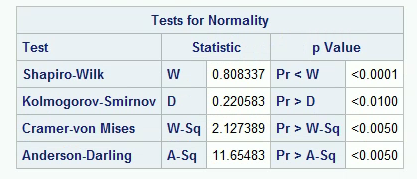 Tests for Normality
Test Statistic p Value
Shapiro-Wilk W 0.808337 Pr < W <0.0001
Kolmogorov-Smirnov D 0.220583 Pr > D <0.0100
Cramer-von Mises W-Sq 2.127389 Pr > W-Sq <0.0050
Anderson-Darling A-Sq 11.65483 Pr > A-Sq <0.0050